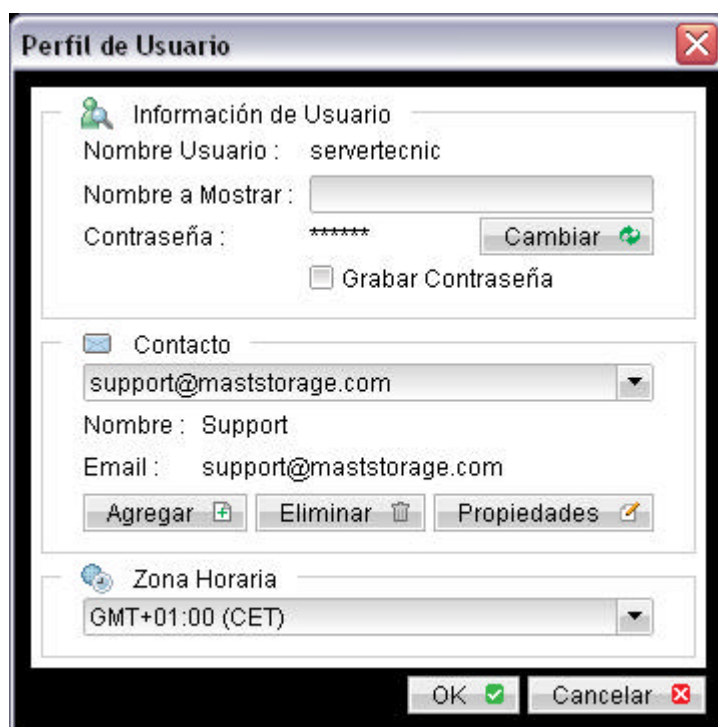 Perfil de Usuario
Información de Usuario
Nombre Usuario : servertecnic
Nombre a Mostrar :
Contraseña : ****** Cambiar
Grabar Contraseña
Contacto
support@maststorage.com
Nombre : Support
Email : support@maststorage.com
Agregar Eliminar Propiedades
Zona Horaria
GMT+01:00 (CET)
OK Cancelar